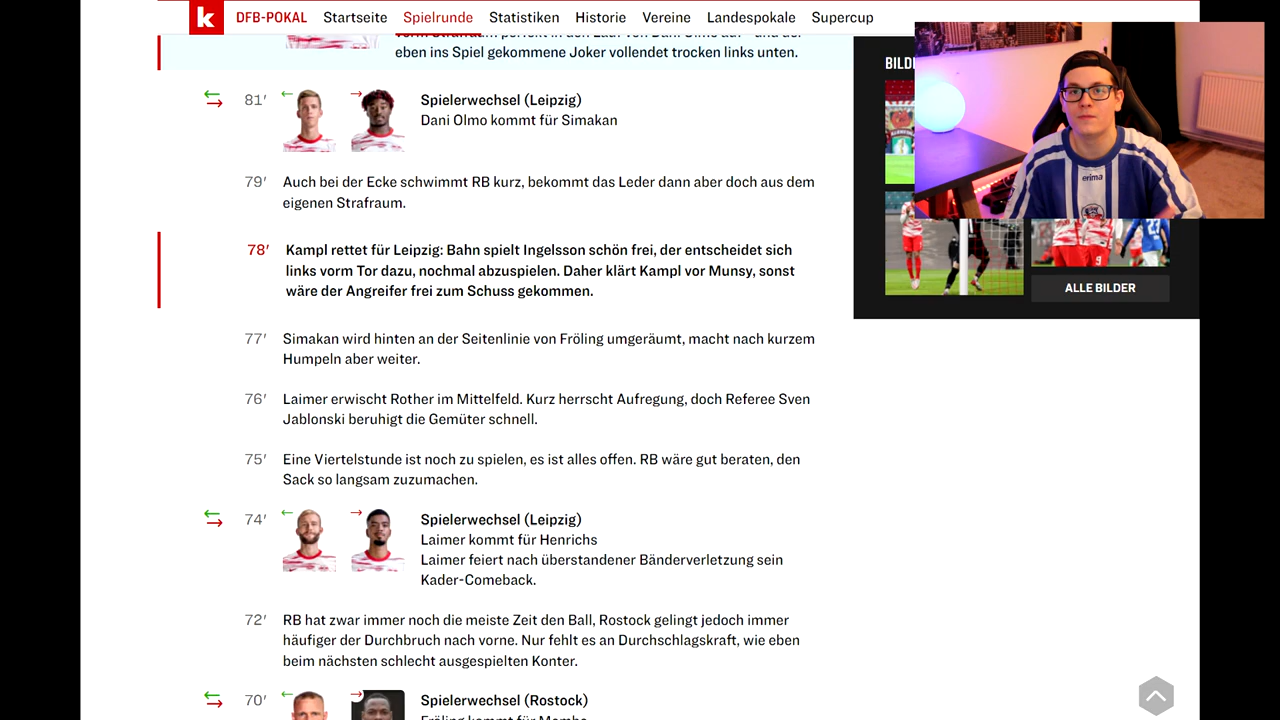 k DFB-POKAL Startseite Spielrunde Statistiken Historie Vereine Landespokale Supercup
eben ins Spiel gekommene Joker vollendet trocken links unten.
81' Spielerwechsel (Leipzig)
Dani Olmo kommt für Simakan
79' Auch bei der Ecke schwimmt RB kurz, bekommt das Leder dann aber doch aus dem
eigenen Strafraum.
78' Kampl rettet für Leipzig: Bahn spielt Ingelsson schön frei, der entscheidet sich
links vorm Tor dazu, nochmal abzuspielen. Daher klärt Kampl vor Munsy, sonst
wäre der Angreifer frei zum Schuss gekommen.
77' Simakan wird hinten an der Seitenlinie von Fröling umgeräumt, macht nach kurzem
Humpeln aber weiter.
76' Laimer erwischt Rother im Mittelfeld. Kurz herrscht Aufregung, doch Referee Sven
Jablonski beruhigt die Gemüter schnell.
75' Eine Viertelstunde ist noch zu spielen, es ist alles offen. RB wäre gut beraten, den
Sack so langsam zuzumachen.
74' Spielerwechsel (Leipzig)
Laimer kommt für Henrichs
Laimer feiert nach überstandener Bänderverletzung sein
Kader-Comeback.
72' RB hat zwar immer noch die meiste Zeit den Ball, Rostock gelingt jedoch immer
häufiger der Durchbruch nach vorne. Nur fehlt es an Durchschlagskraft, wie eben
beim nächsten schlecht ausgespielten Konter.
70' Spielerwechsel (Rostock)
Fröling kommt für Mamba
BILD
erima
ALLE BILDER